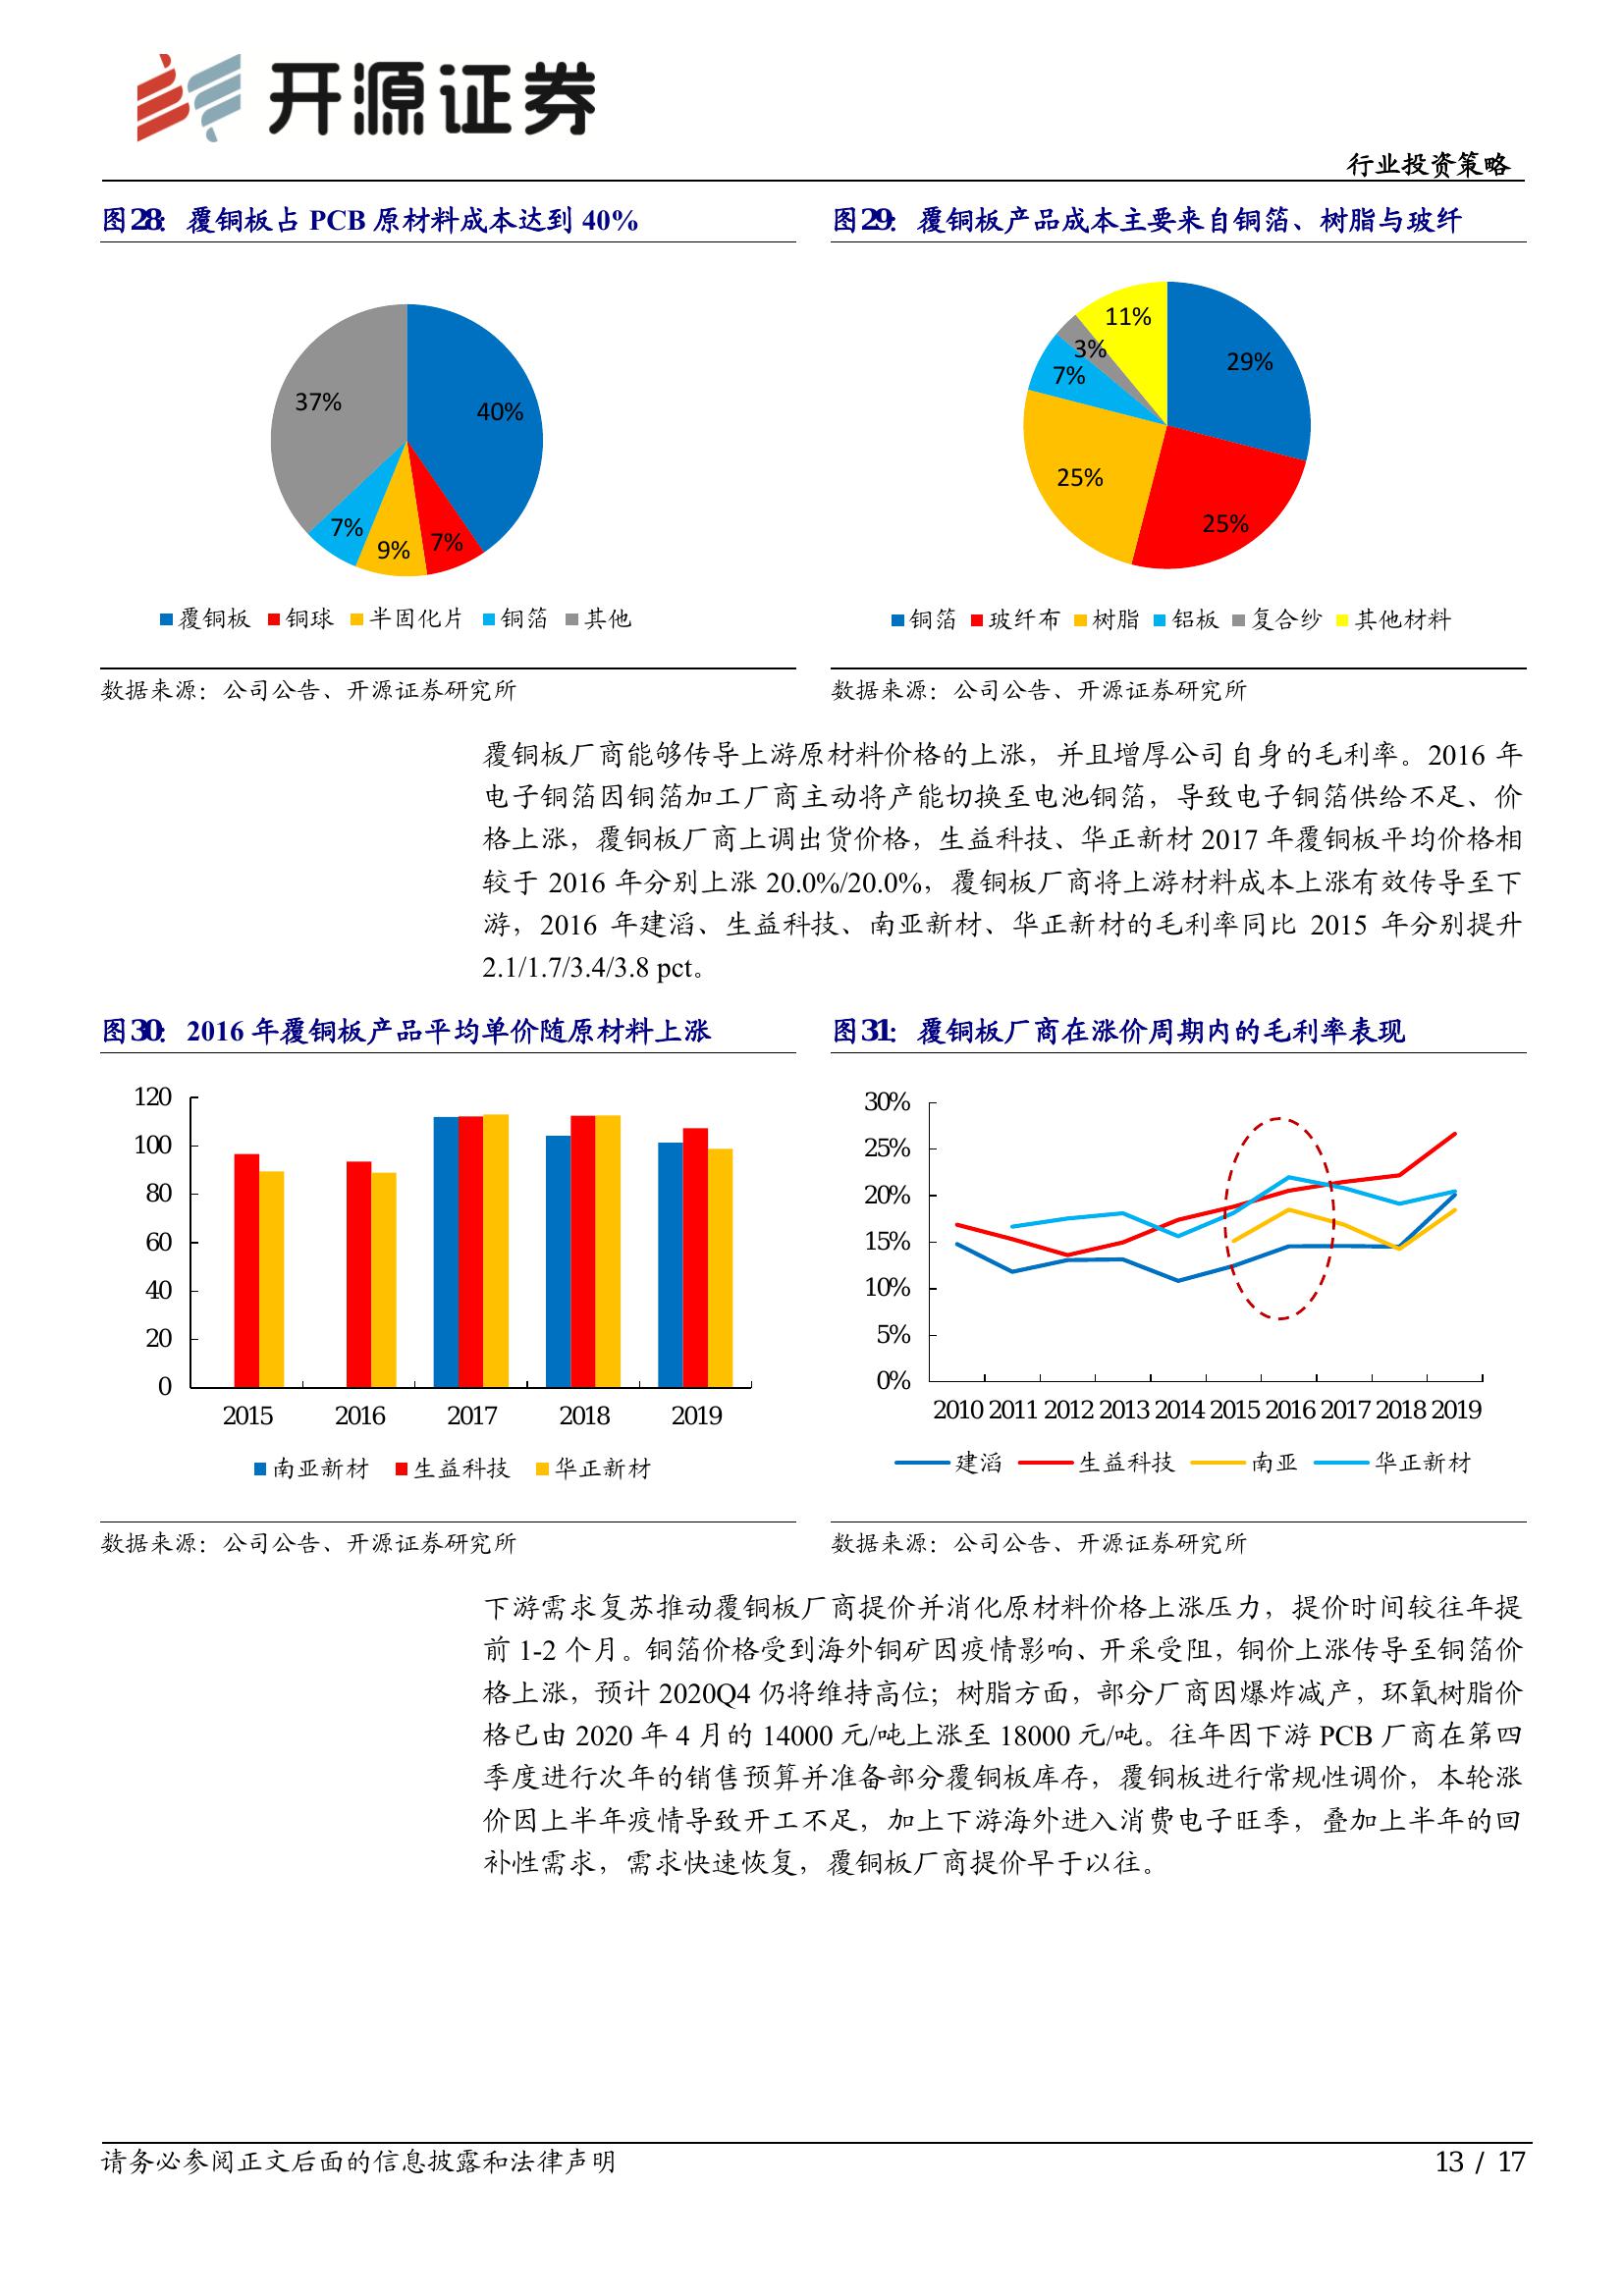 开源证券
行业投资策略
图28：覆铜板占 PCB 原材料成本达到 40%
图29：覆铜板产品成本主要来自铜箔、树脂与玻纤
37%
40%
7%
9%
7%
覆铜板 铜球 半固化片 铜箔 其他
11%
3%
7%
29%
25%
25%
铜箔 玻纤布 树脂 铝板 复合纱 其他材料
数据来源：公司公告、开源证券研究所
数据来源：公司公告、开源证券研究所
覆铜板厂商能够传导上游原材料价格的上涨，并且增厚公司自身的毛利率。2016 年
电子铜箔因铜箔加工厂商主动将产能切换至电池铜箔，导致电子铜箔供给不足、价
格上涨，覆铜板厂商上调出货价格，生益科技、华正新材 2017 年覆铜板平均价格相
较于 2016 年分别上涨 20.0%/20.0%，覆铜板厂商将上游材料成本上涨有效传导至下
游，2016 年建滔、生益科技、南亚新材、华正新材的毛利率同比 2015 年分别提升
2.1/1.7/3.4/3.8 pct。
图30：2016 年覆铜板产品平均单价随原材料上涨
图31：覆铜板厂商在涨价周期内的毛利率表现
120
100
80
60
40
20
0
2015 2016 2017 2018 2019
南亚新材 生益科技 华正新材
30%
25%
20%
15%
10%
5%
0%
2010 2011 2012 2013 2014 2015 2016 2017 2018 2019
建滔 生益科技 南亚 华正新材
数据来源：公司公告、开源证券研究所
数据来源：公司公告、开源证券研究所
下游需求复苏推动覆铜板厂商提价并消化原材料价格上涨压力，提价时间较往年提
前 1-2 个月。铜箔价格受到海外铜矿因疫情影响、开采受阻，铜价上涨传导至铜箔价
格上涨，预计 2020Q4 仍将维持高位；树脂方面，部分厂商因爆炸减产，环氧树脂价
格已由 2020 年 4 月的 14000 元/吨上涨至 18000 元/吨。往年因下游 PCB 厂商在第四
季度进行次年的销售预算并准备部分覆铜板库存，覆铜板进行常规性调价，本轮涨
价因上半年疫情导致开工不足，加上下游海外进入消费电子旺季，叠加上半年的回
补性需求，需求快速恢复，覆铜板厂商提价早于以往。
请务必参阅正文后面的信息披露和法律声明
13 / 17